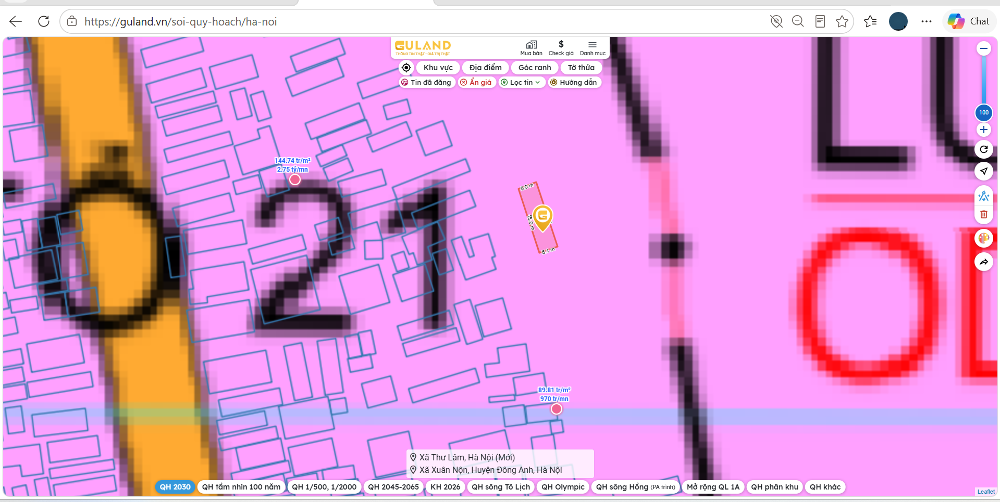 https://guland.vn/soi-quy-hoach/ha-noi
Chat
GULAND
THÔNG TIN THẬT - GIÁ TRỊ THẬT
Mua bán
$
Check giá
Danh mục
Khu vực
Địa điểm
Góc ranh
Tờ thửa
Tin đã đăng
Ẩn giá
Lọc tin
Hướng dẫn
100
144.74 tr/m²
2.75 tỷ/mn
21
5.0 m
5.1 m
89.81 tr/m²
970 tr/mn
Xã Thư Lâm, Hà Nội (Mới)
Xã Xuân Nộn, Huyện Đông Anh, Hà Nội
QH 2030
QH tầm nhìn 100 năm
QH 1/500, 1/2000
QH 2045-2065
KH 2026
QH sông Tô Lịch
QH Olympic
QH sông Hồng (PA trình)
Mở rộng QL 1A
QH phân khu
QH khác
Leaflet